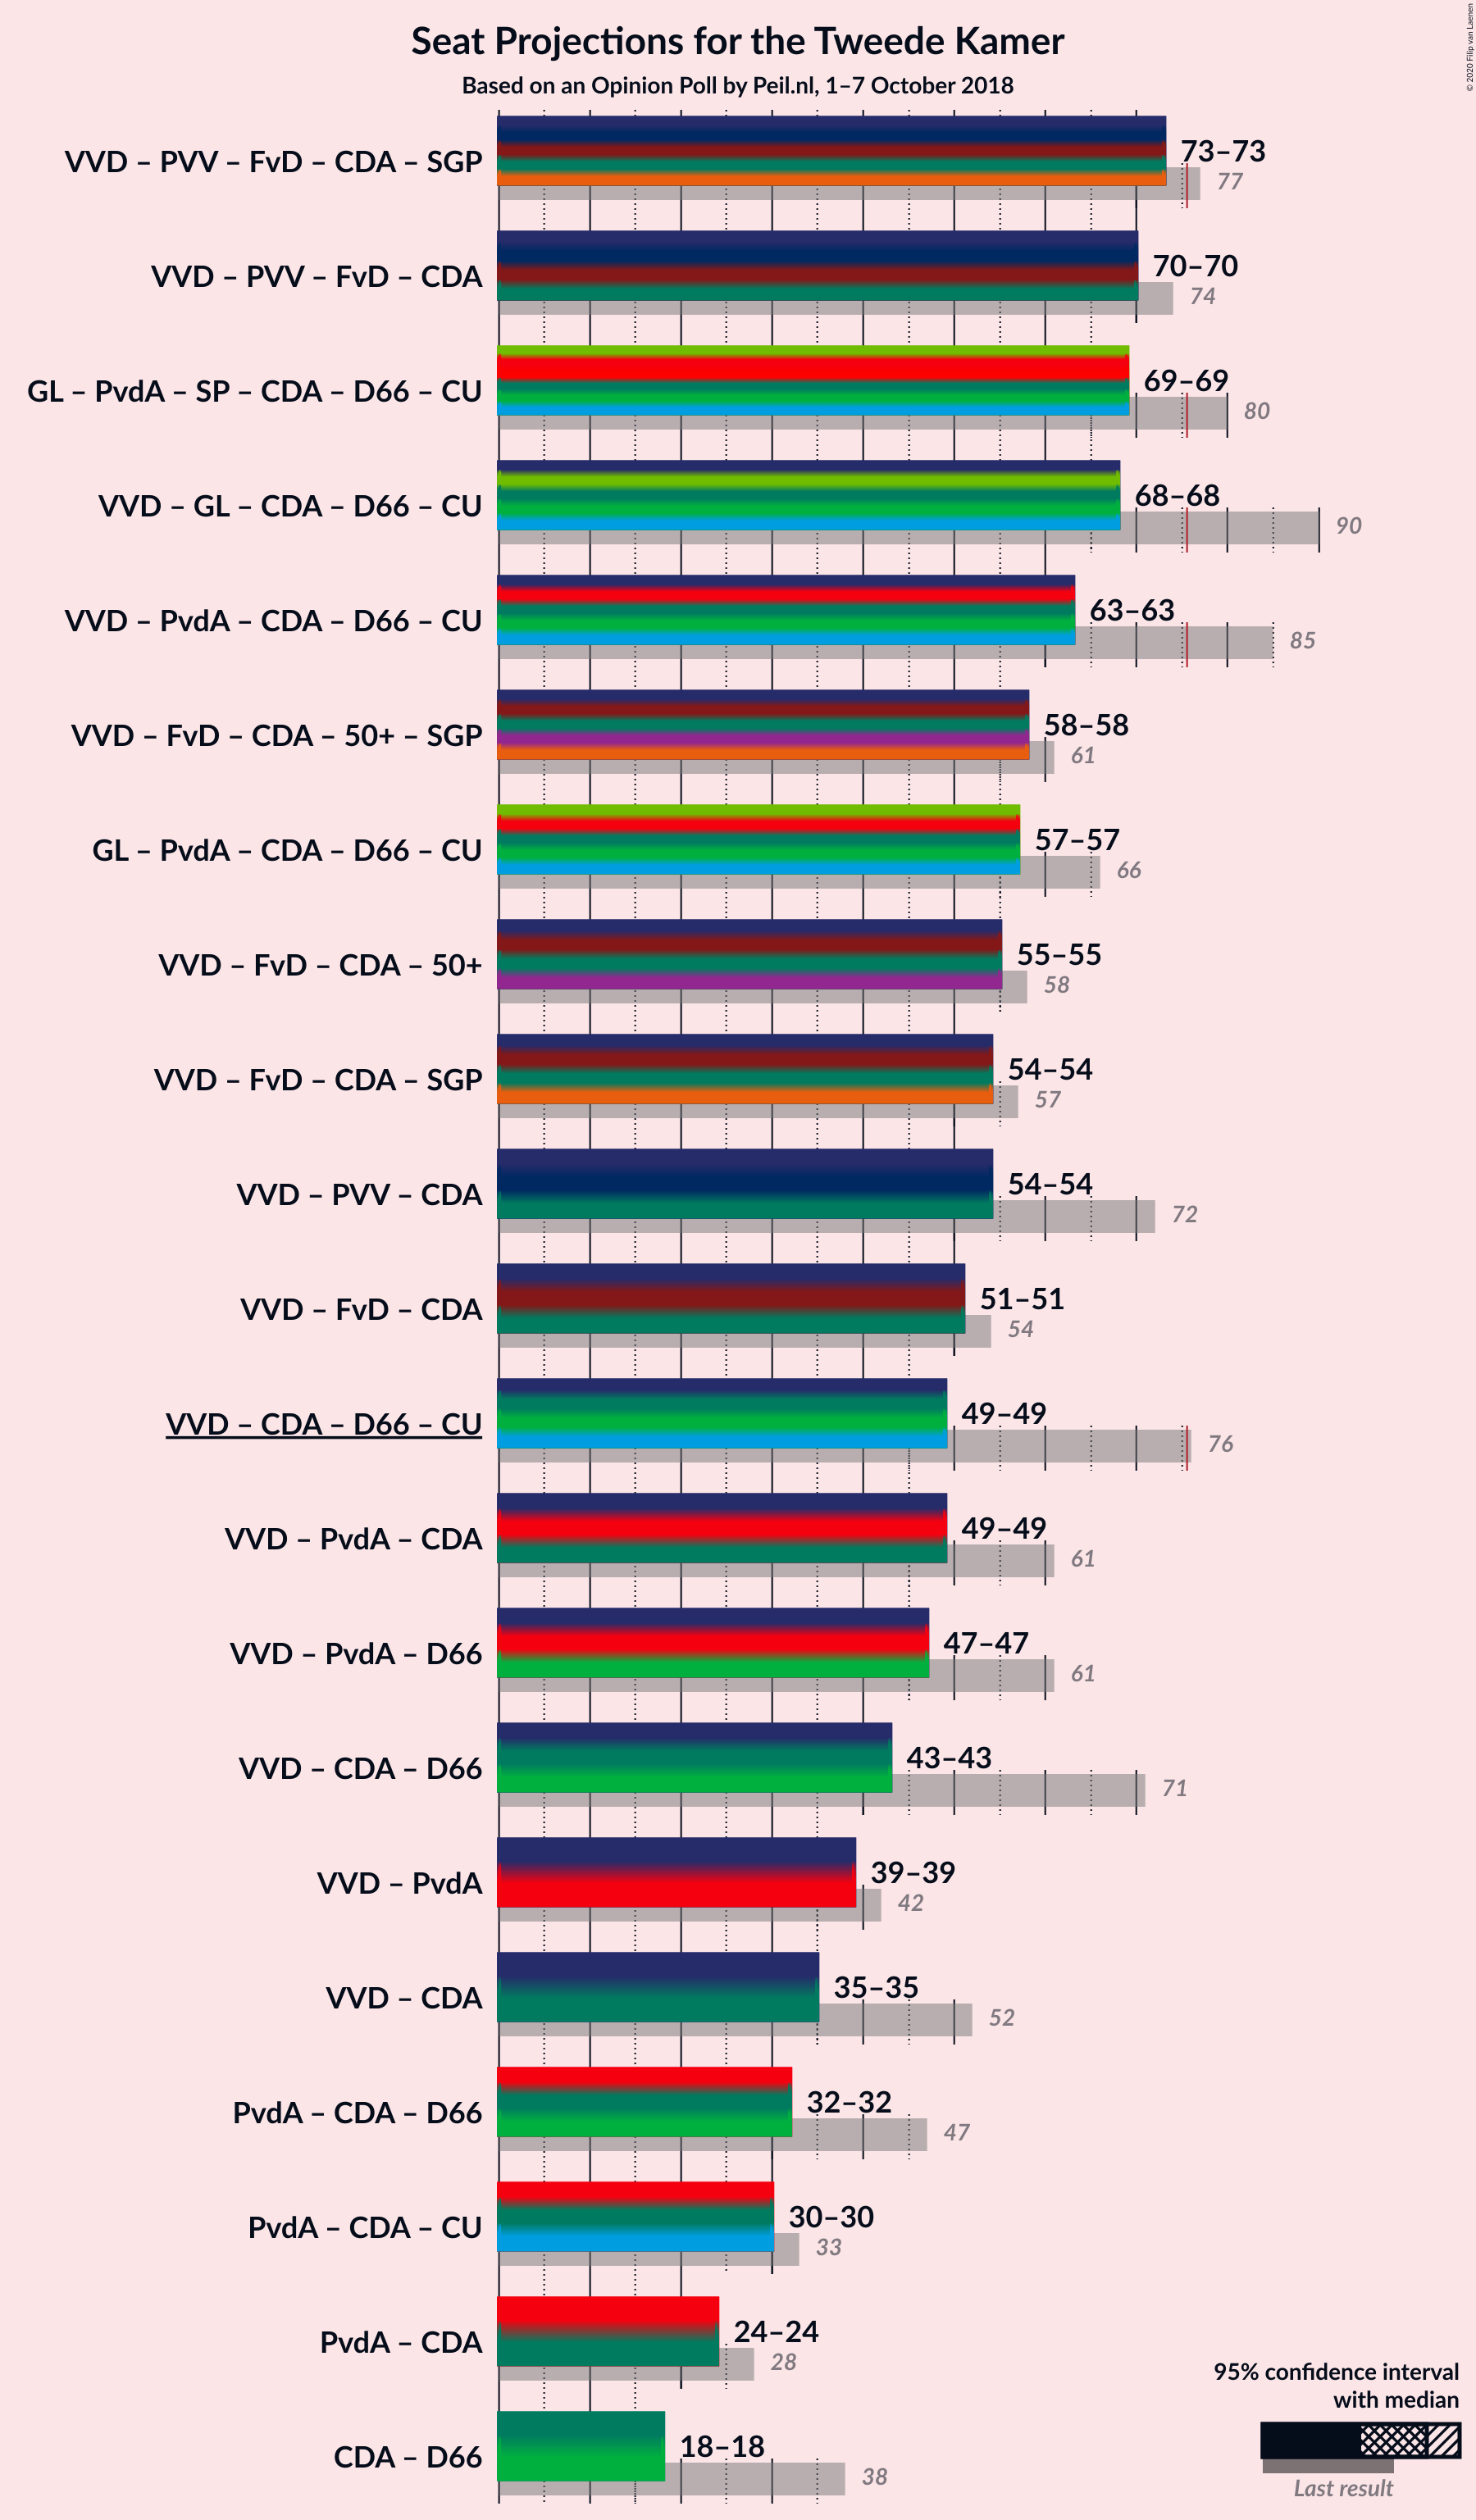 Seat Projections for the Tweede Kamer
Based on an Opinion Poll by Peil.nl, 1–7 October 2018
© 2020 Filip van Laenen
VVD – PVV – FvD – CDA – SGP
73–73
77
VVD – PVV – FvD – CDA
70–70
74
GL – PvdA – SP – CDA – D66 – CU
69–69
80
VVD – GL – CDA – D66 – CU
68–68
90
VVD – PvdA – CDA – D66 – CU
63–63
85
VVD – FvD – CDA – 50+ – SGP
58–58
61
GL – PvdA – CDA – D66 – CU
57–57
66
VVD – FvD – CDA – 50+
55–55
58
VVD – FvD – CDA – SGP
54–54
57
VVD – PVV – CDA
54–54
72
VVD – FvD – CDA
51–51
54
VVD – CDA – D66 – CU
49–49
76
VVD – PvdA – CDA
49–49
61
VVD – PvdA – D66
47–47
61
VVD – CDA – D66
43–43
71
VVD – PvdA
39–39
42
VVD – CDA
35–35
52
PvdA – CDA – D66
32–32
47
PvdA – CDA – CU
30–30
33
PvdA – CDA
24–24
28
CDA – D66
18–18
38
95% confidence interval
with median
Last result